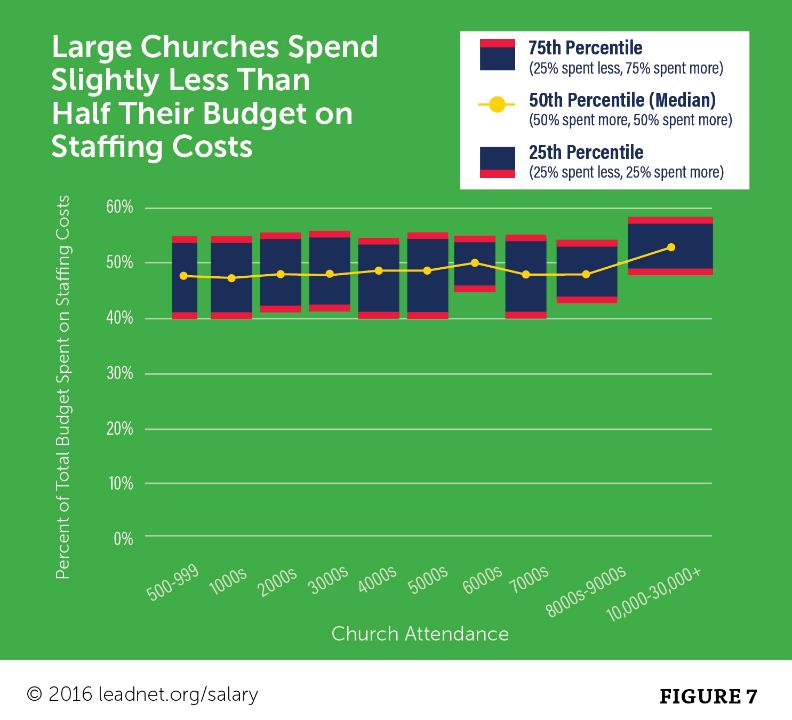 Large Churches Spend
Slightly Less Than
Half Their Budget on
Staffing Costs
75th Percentile
(25% spent less, 75% spent more)
50th Percentile (Median)
(50% spent more, 50% spent more)
25th Percentile
(25% spent less, 25% spent more)
Percent of Total Budget Spent on Staffing Costs
60%
50%
40%
30%
20%
10%
0%
500-999
1000s
2000s
3000s
4000s
5000s
6000s
7000s
8000s-9000s
10,000-30,000+
Church Attendance
© 2016 leadnet.org/salary
FIGURE 7